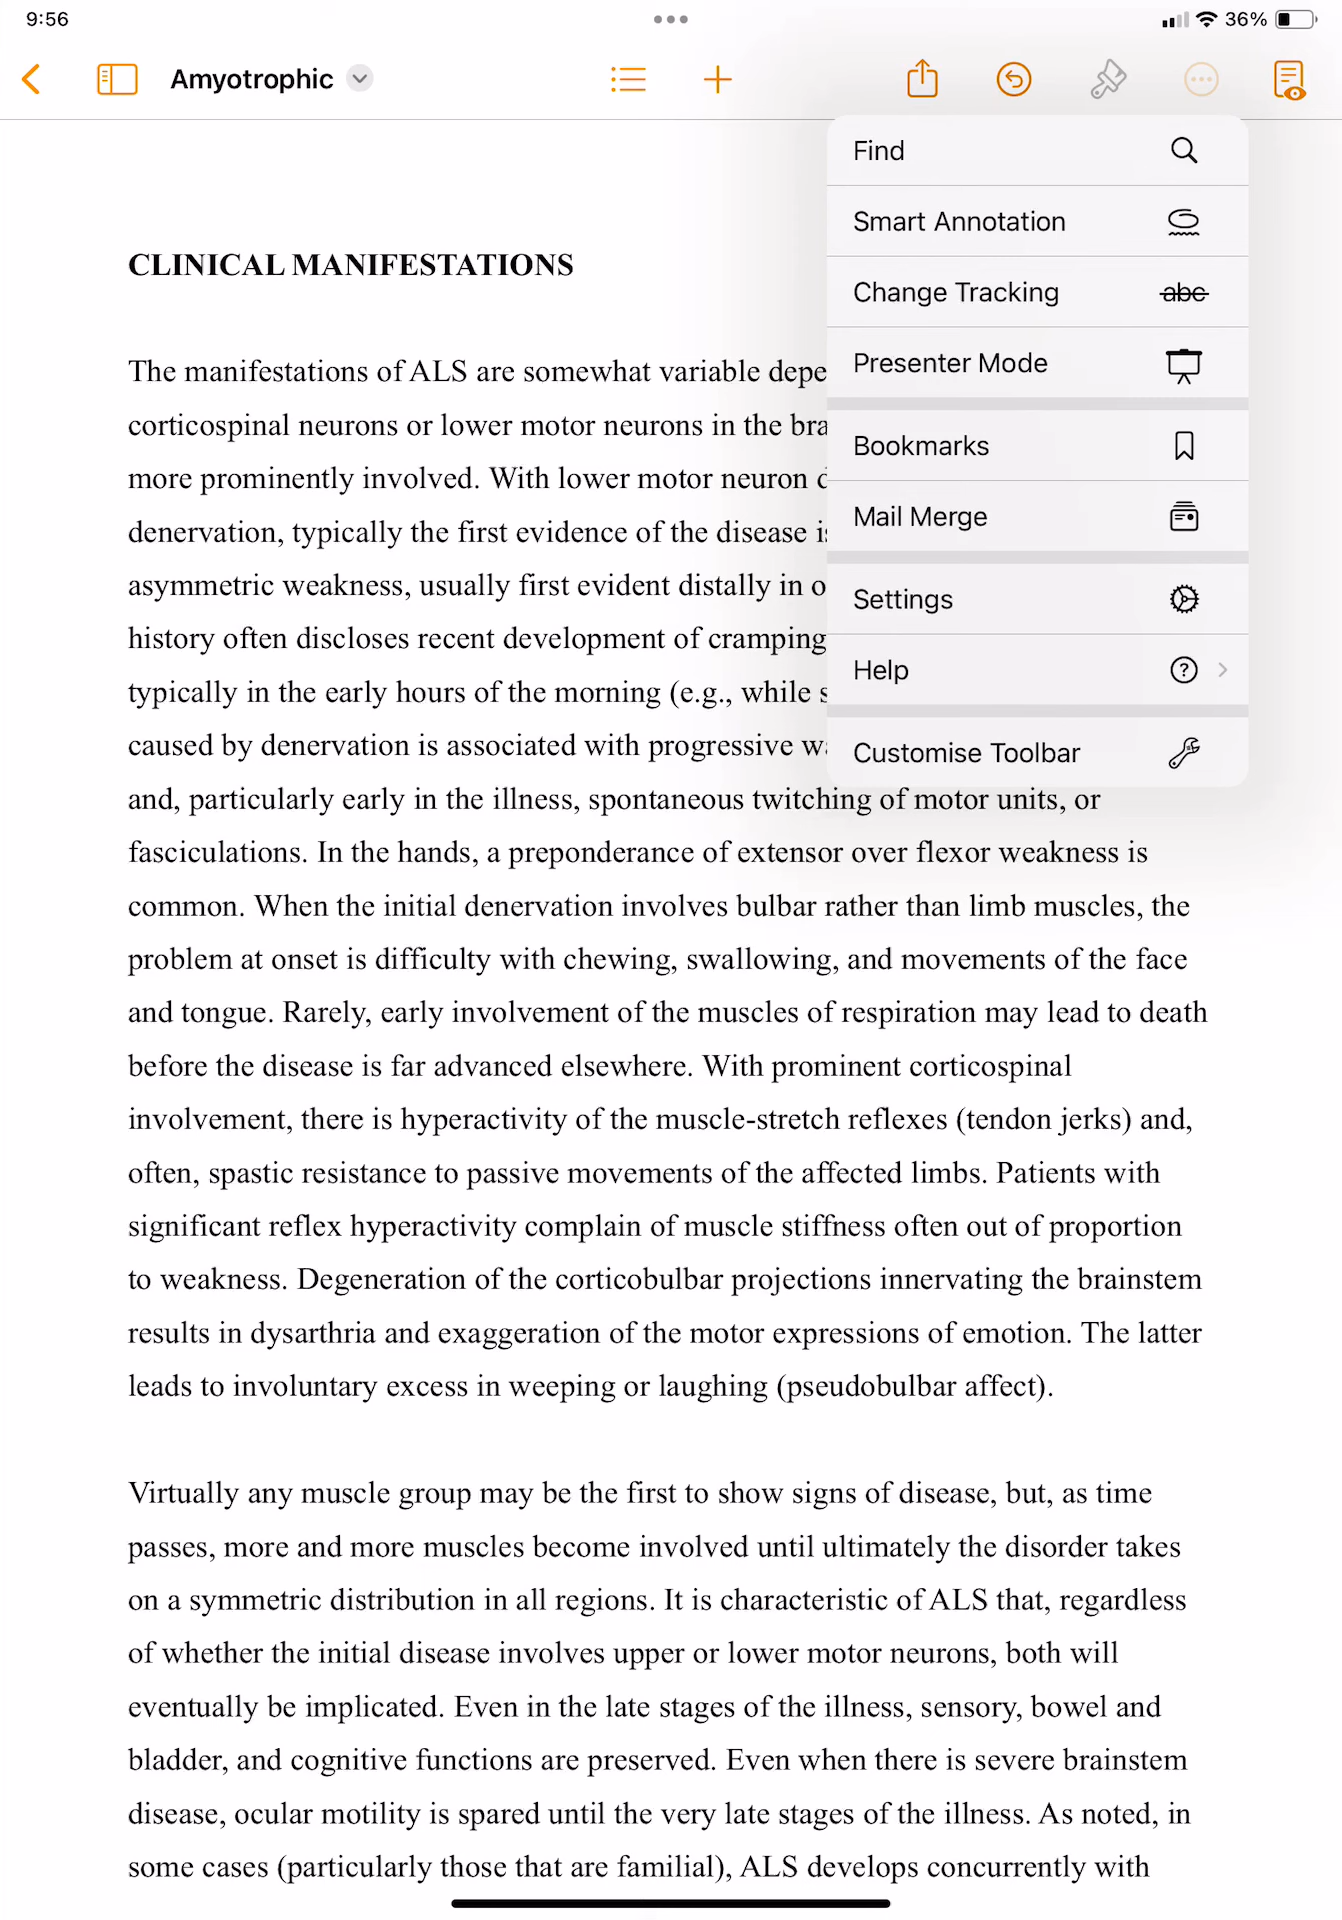 9:56
36%
Amyotrophic
Find
Smart Annotation
Change Tracking
abc
Presenter Mode
Bookmarks
Mail Merge
Settings
Help
Customise Toolbar
CLINICAL MANIFESTATIONS
The manifestations of ALS are somewhat variable depe
corticospinal neurons or lower motor neurons in the bra
more prominently involved. With lower motor neuron
denervation, typically the first evidence of the disease
asymmetric weakness, usually first evident distally in o
history often discloses recent development of cramping
typically in the early hours of the morning (e.g., while s
caused by denervation is associated with progressive wa
and, particularly early in the illness, spontaneous twitching of motor units, or
fasciculations. In the hands, a preponderance of extensor over flexor weakness is
common. When the initial denervation involves bulbar rather than limb muscles, the
problem at onset is difficulty with chewing, swallowing, and movements of the face
and tongue. Rarely, early involvement of the muscles of respiration may lead to death
before the disease is far advanced elsewhere. With prominent corticospinal
involvement, there is hyperactivity of the muscle-stretch reflexes (tendon jerks) and,
often, spastic resistance to passive movements of the affected limbs. Patients with
significant reflex hyperactivity complain of muscle stiffness often out of proportion
to weakness. Degeneration of the corticobulbar projections innervating the brainstem
results in dysarthria and exaggeration of the motor expressions of emotion. The latter
leads to involuntary excess in weeping or laughing (pseudobulbar affect).
Virtually any muscle group may be the first to show signs of disease, but, as time
passes, more and more muscles become involved until ultimately the disorder takes
on a symmetric distribution in all regions. It is characteristic of ALS that, regardless
of whether the initial disease involves upper or lower motor neurons, both will
eventually be implicated. Even in the late stages of the illness, sensory, bowel and
bladder, and cognitive functions are preserved. Even when there is severe brainstem
disease, ocular motility is spared until the very late stages of the illness. As noted, in
some cases (particularly those that are familial), ALS develops concurrently with